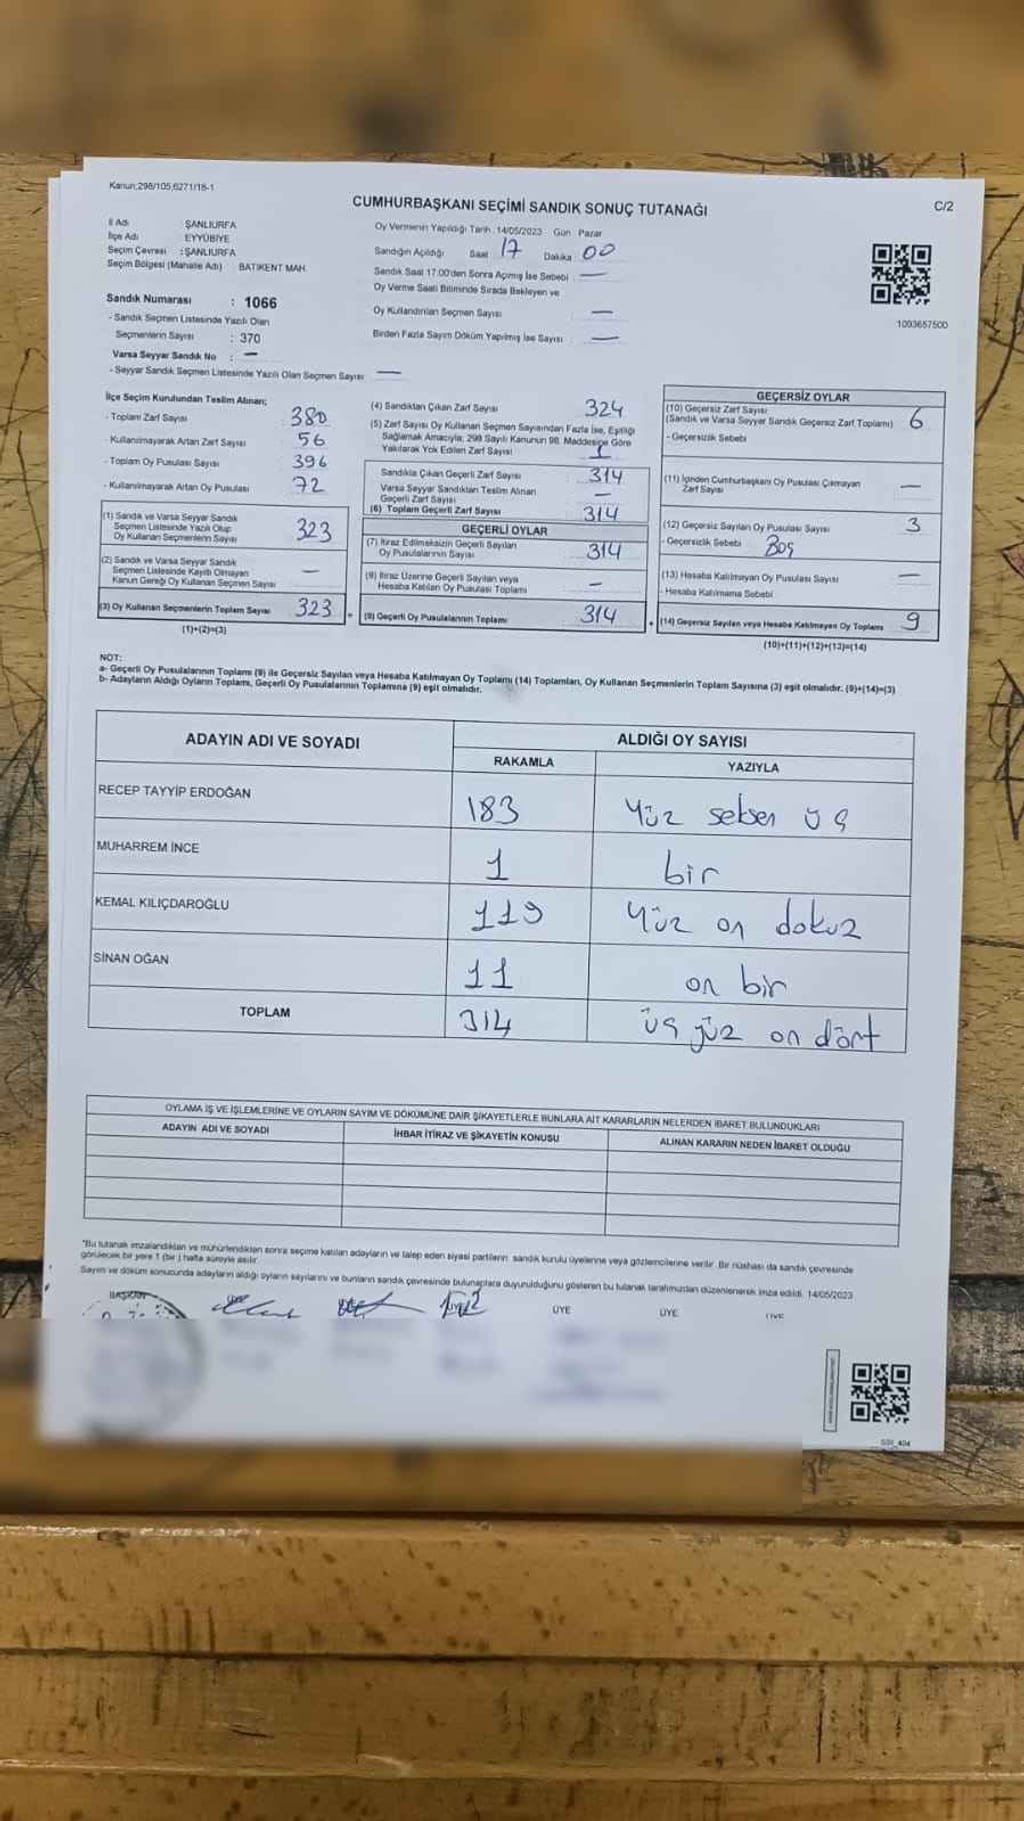 Kanun;298/105,6271/18-1
C/2
CUMHURBAŞKANI SEÇİMİ SANDIK SONUÇ TUTANAĞI
İl Adı ŞANLIURFA
İlçe Adı EYYÜBİYE
Seçim Çevresi :ŞANLIURFA
Seçim Bölgesi (Mahalle Adı) BATIKENT MAH.
Sandık Numarası : 1066
- Sandık Seçmen Listesinde Yazılı Olan
Seçmenlerin Sayısı : 370
Varsa Seyyar Sandık No : —
- Seyyar Sandık Seçmen Listesinde Yazılı Olan Seçmen Sayısı —
Oy Vermenin Yapıldığı Tarih 14/05/2023 Gün Pazar
Sandığın Açıldığı Saat 17 Dakika 00
Sandık Saat 17.00'den Sonra Açılmış İse Sebebi —
Oy Verme Saati Bitiminde Sırada Bekleyen ve
Oy Kullandırılan Seçmen Sayısı —
Birden Fazla Sayım Döküm Yapılmış İse Sayısı —
1003657500
İlçe Seçim Kurulundan Teslim Alınan;
- Toplam Zarf Sayısı 380
- Kullanılmayarak Artan Zarf Sayısı 56
- Toplam Oy Pusulası Sayısı 396
- Kullanılmayarak Artan Oy Pusulası 72
(1) Sandık ve Varsa Seyyar Sandık
Seçmen Listesinde Yazılı Olup
Oy Kullanan Seçmenlerin Sayısı 323
(2) Sandık ve Varsa Seyyar Sandık
Seçmen Listesinde Kayıtlı Olmayan
Kanun Gereği Oy Kullanan Seçmen Sayısı —
(3) Oy Kullanan Seçmenlerin Toplam Sayısı 323
(1)+(2)=(3)
(4) Sandıktan Çıkan Zarf Sayısı 324
(5) Zarf Sayısı Oy Kullanan Seçmen Sayısından Fazla İse, Eşitliği
Sağlamak Amacıyla; 298 Sayılı Kanunun 98. Maddesine Göre
Yakılarak Yok Edilen Zarf Sayısı 1
Sandıkta Çıkan Geçerli Zarf Sayısı 314
Varsa Seyyar Sandıktan Teslim Alınan
Geçerli Zarf Sayısı —
(6) Toplam Geçerli Zarf Sayısı 314
GEÇERLİ OYLAR
(7) İtiraz Edilmeksizin Geçerli Sayılan
Oy Pusulalarının Sayısı 314
(8) İtiraz Üzerine Geçerli Sayılan veya
Hesaba Katılan Oy Pusulası Toplamı —
(9) Geçerli Oy Pusulalarının Toplamı 314
GEÇERSİZ OYLAR
(10) Geçersiz Zarf Sayısı
(Sandık ve Varsa Seyyar Sandık Geçersiz Zarf Toplamı) 6
- Geçersizlik Sebebi
(11) İçinden Cumhurbaşkanı Oy Pusulası Çıkmayan
Zarf Sayısı —
(12) Geçersiz Sayılan Oy Pusulası Sayısı 3
- Geçersizlik Sebebi Boş
(13) Hesaba Katılmayan Oy Pusulası Sayısı —
- Hesaba Katılmama Sebebi
(14) Geçersiz Sayılan veya Hesaba Katılmayan Oy Toplamı 9
(10)+(11)+(12)+(13)=(14)
NOT:
a- Geçerli Oy Pusulalarının Toplamı (9) ile Geçersiz Sayılan veya Hesaba Katılmayan Oy Toplamı (14) Toplamları, Oy Kullanan Seçmenlerin Toplam Sayısına (3) eşit olmalıdır. (9)+(14)=(3)
b- Adayların Aldığı Oyların Toplamı, Geçerli Oy Pusulalarının Toplamına (9) eşit olmalıdır.
ADAYIN ADI VE SOYADI
ALDIĞI OY SAYISI
RAKAMLA YAZIYLA
RECEP TAYYİP ERDOĞAN 183 Yüz seksen üç
MUHARREM İNCE 1 bir
KEMAL KILIÇDAROĞLU 119 Yüz on dokuz
SİNAN OĞAN 11 on bir
TOPLAM 314 üç yüz on dört
OYLAMA İŞ VE İŞLEMLERİNE VE OYLARIN SAYIM VE DÖKÜMÜNE DAİR ŞİKAYETLERLE BUNLARA AİT KARARLARIN NELERDEN İBARET BULUNDUKLARI
ADAYIN ADI VE SOYADI İHBAR İTİRAZ VE ŞİKAYETİN KONUSU ALINAN KARARIN NEDEN İBARET OLDUĞU
"Bu tutanak imzalandıktan ve mühürlendikten sonra seçime katılan adayların ve talep eden siyasi partilerin sandık kurulu üyelerine veya gözlemcilerine verilir. Bir nüshası da sandık çevresinde
görülecek bir yere 1 (bir) hafta süreyle asılır.
Sayım ve döküm sonucunda adayların aldığı oyların sayılarını ve bunların sandık çevresinde bulunanlara duyurulduğunu gösteren bu tutanak tarafımızdan düzenlenerek imza edildi. 14/05/2023
BAŞKAN ÜYE ÜYE ÜYE